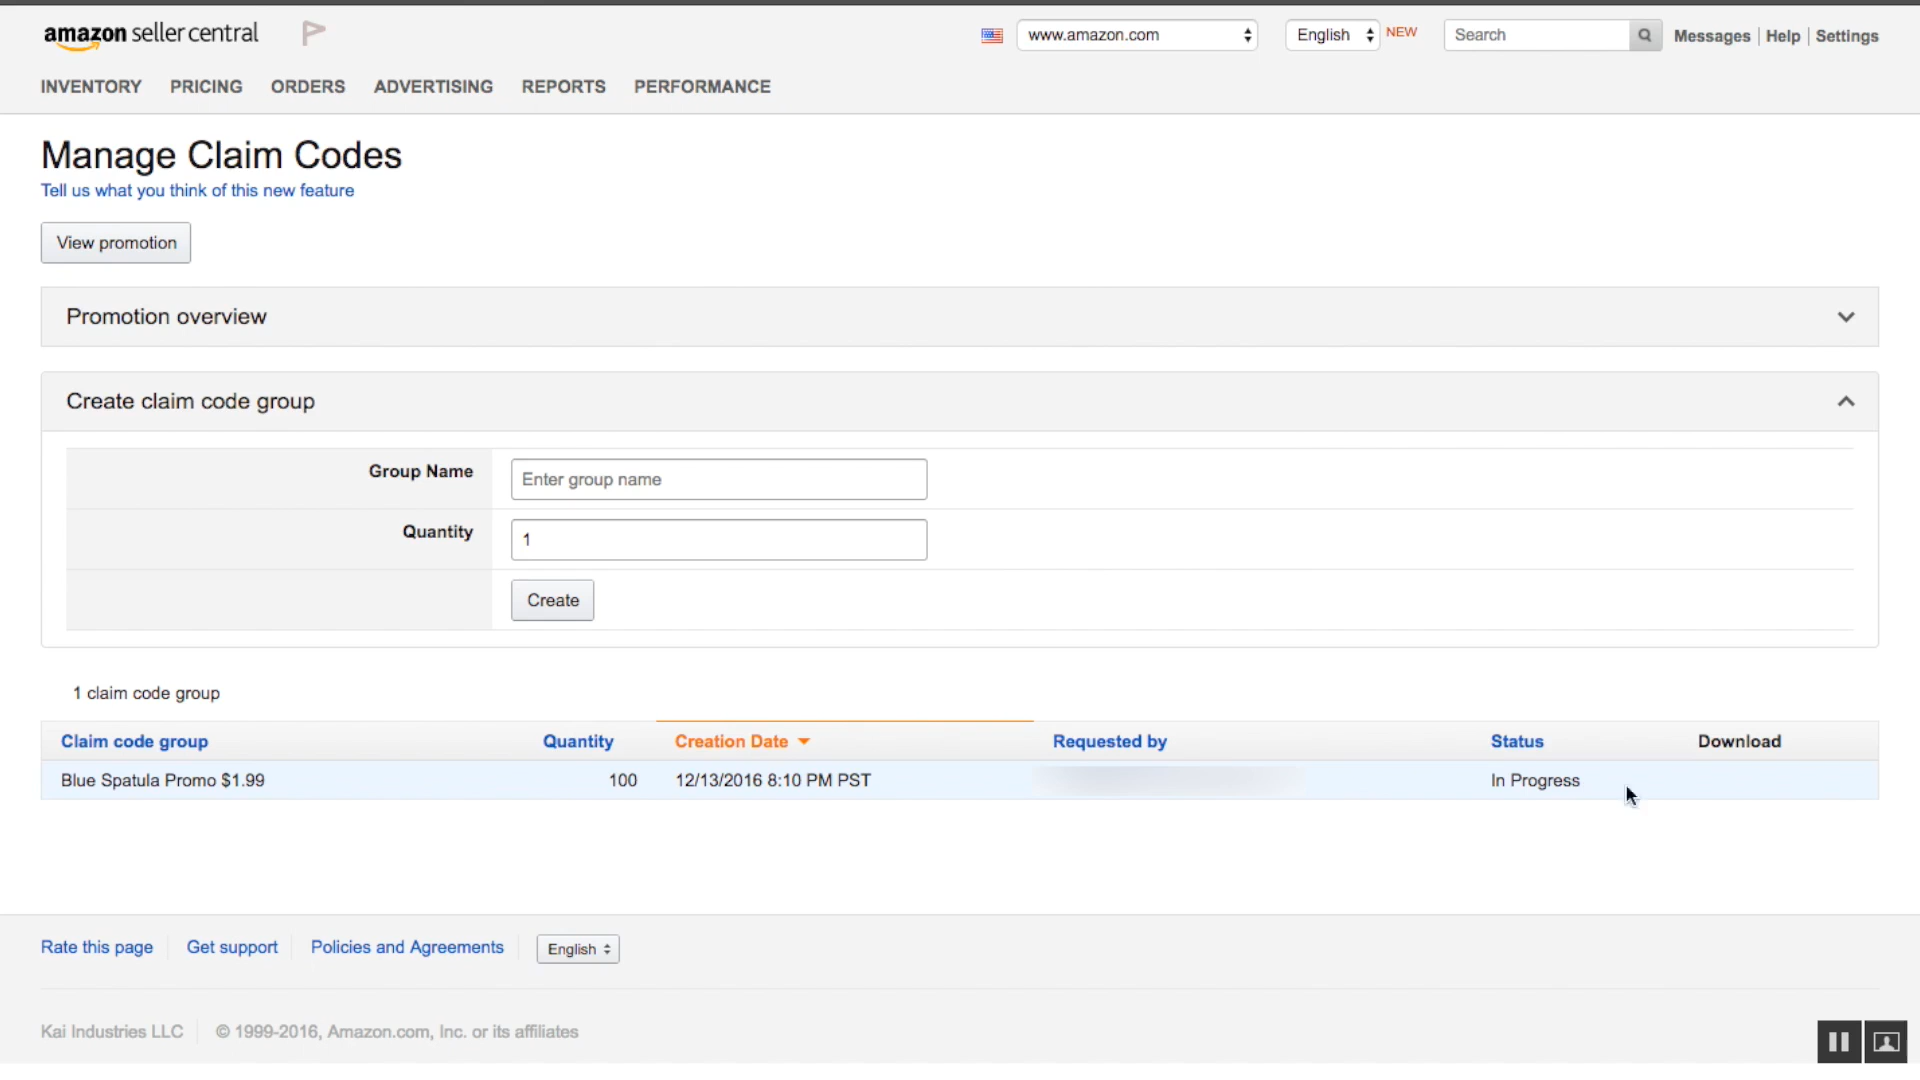 amazon seller central
www.amazon.com English NEW Search Messages Help Settings
INVENTORY PRICING ORDERS ADVERTISING REPORTS PERFORMANCE
Manage Claim Codes
Tell us what you think of this new feature
View promotion
Promotion overview
Create claim code group
Group Name Enter group name
Quantity 1
Create
1 claim code group
Claim code group Quantity Creation Date Requested by Status Download
Blue Spatula Promo $1.99 100 12/13/2016 8:10 PM PST In Progress
Rate this page Get support Policies and Agreements English
Kai Industries LLC © 1999-2016, Amazon.com, Inc. or its affiliates